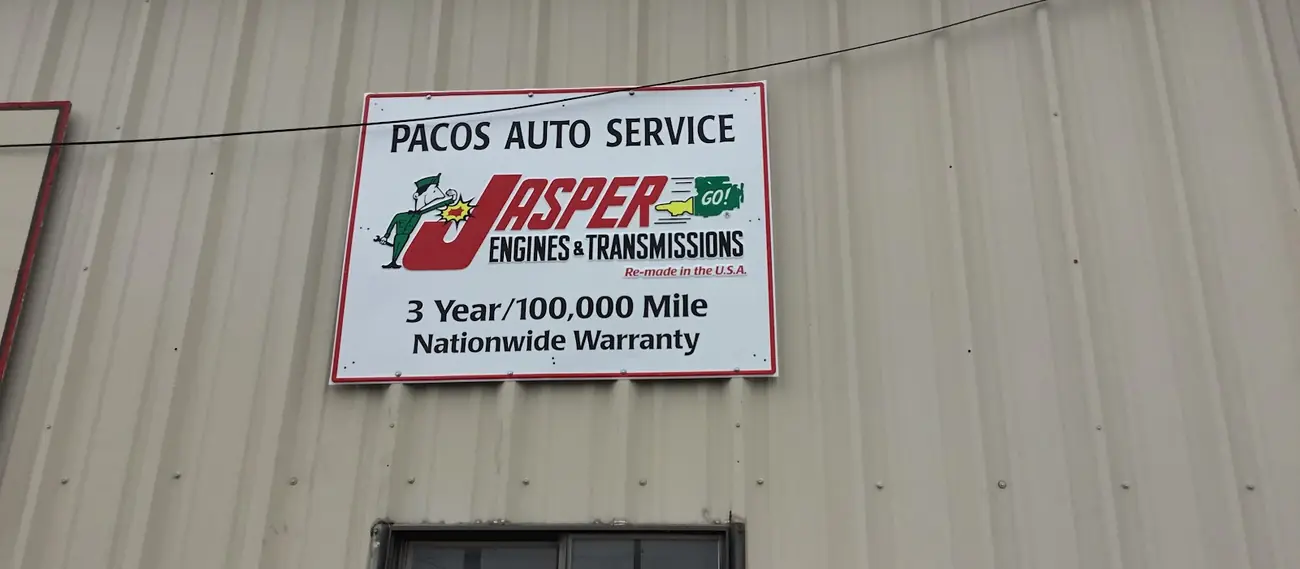 PACOS AUTO SERVICE
JASPER GO! ®
ENGINES & TRANSMISSIONS
Re-made in the U.S.A.
3 Year/100,000 Mile
Nationwide Warranty